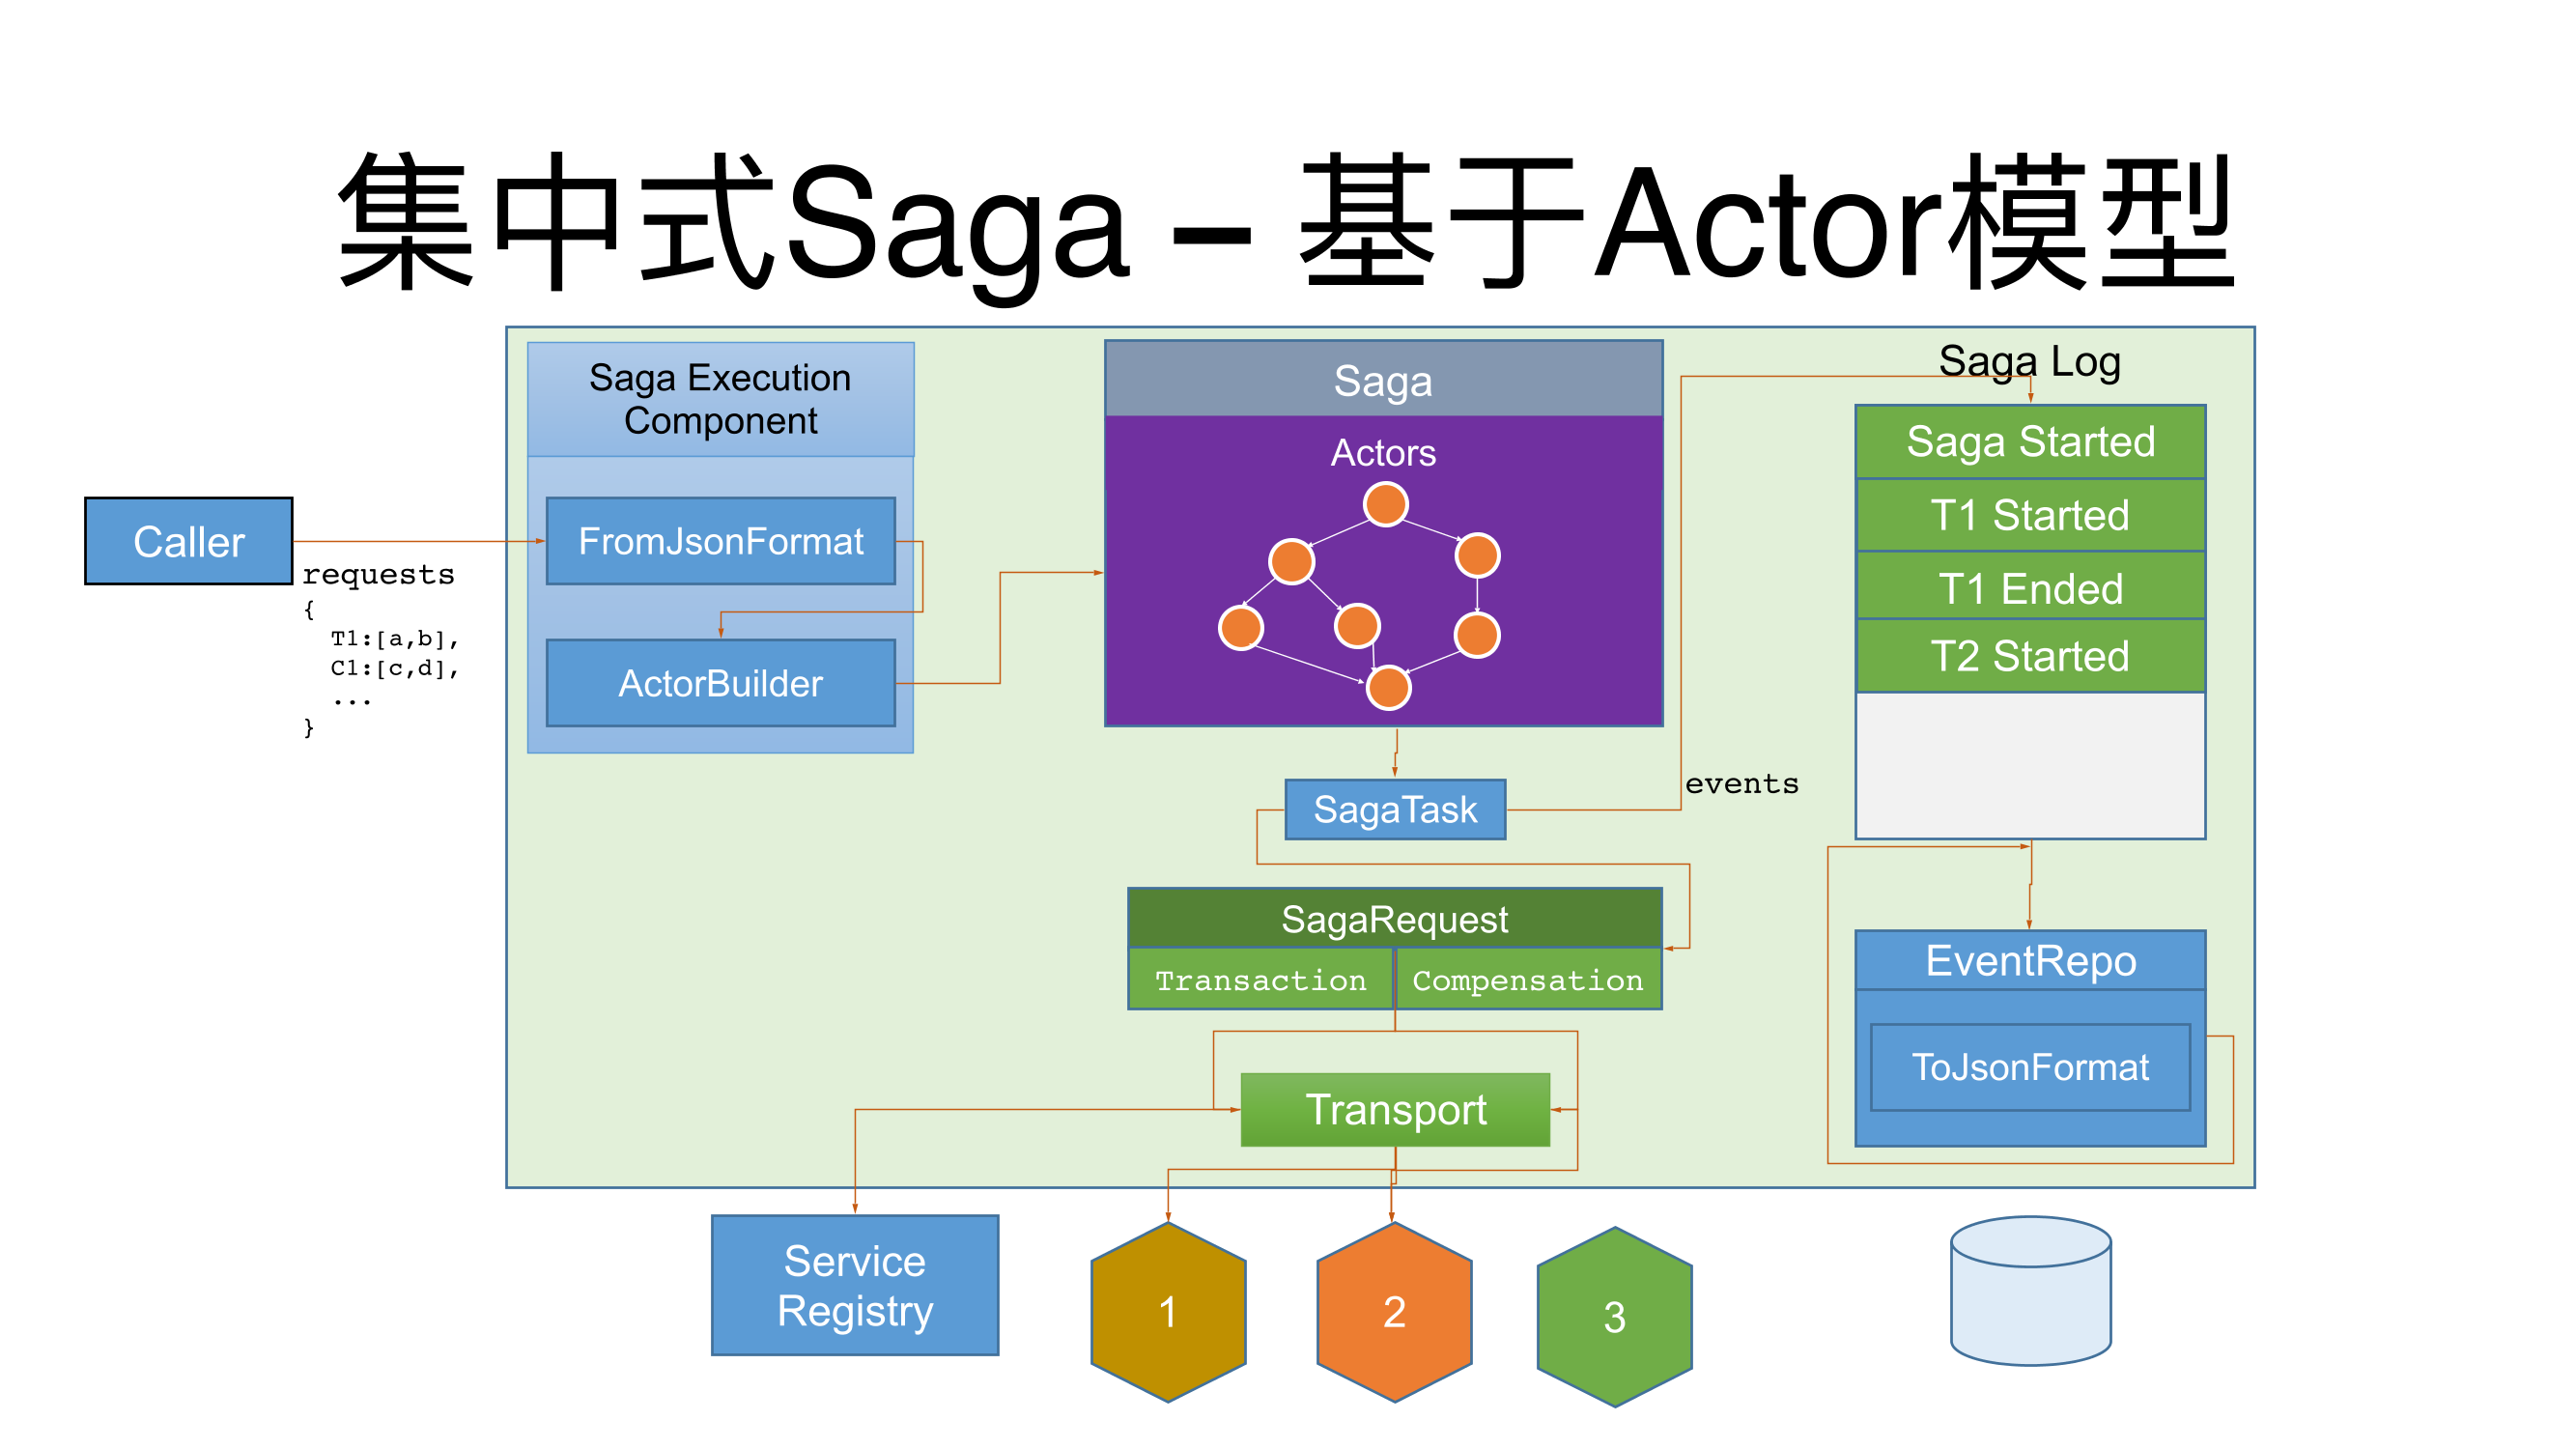 集中式Saga – 基于Actor模型
Saga Execution
Component
FromJsonFormat
ActorBuilder
Caller
requests
{
T1:[a,b],
C1:[c,d],
...
}
Saga
Actors
SagaTask
events
SagaRequest
Transaction
Compensation
Transport
Saga Log
Saga Started
T1 Started
T1 Ended
T2 Started
EventRepo
ToJsonFormat
Service
Registry
1
2
3